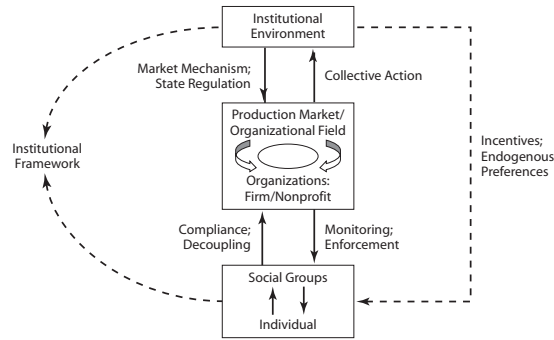 Institutional
Environment
Market Mechanism;
State Regulation
Collective Action
Production Market/
Organizational Field
Institutional
Framework
Incentives;
Endogenous
Preferences
Organizations:
Firm/Nonprofit
Compliance;
Decoupling
Monitoring;
Enforcement
Social Groups
Individual